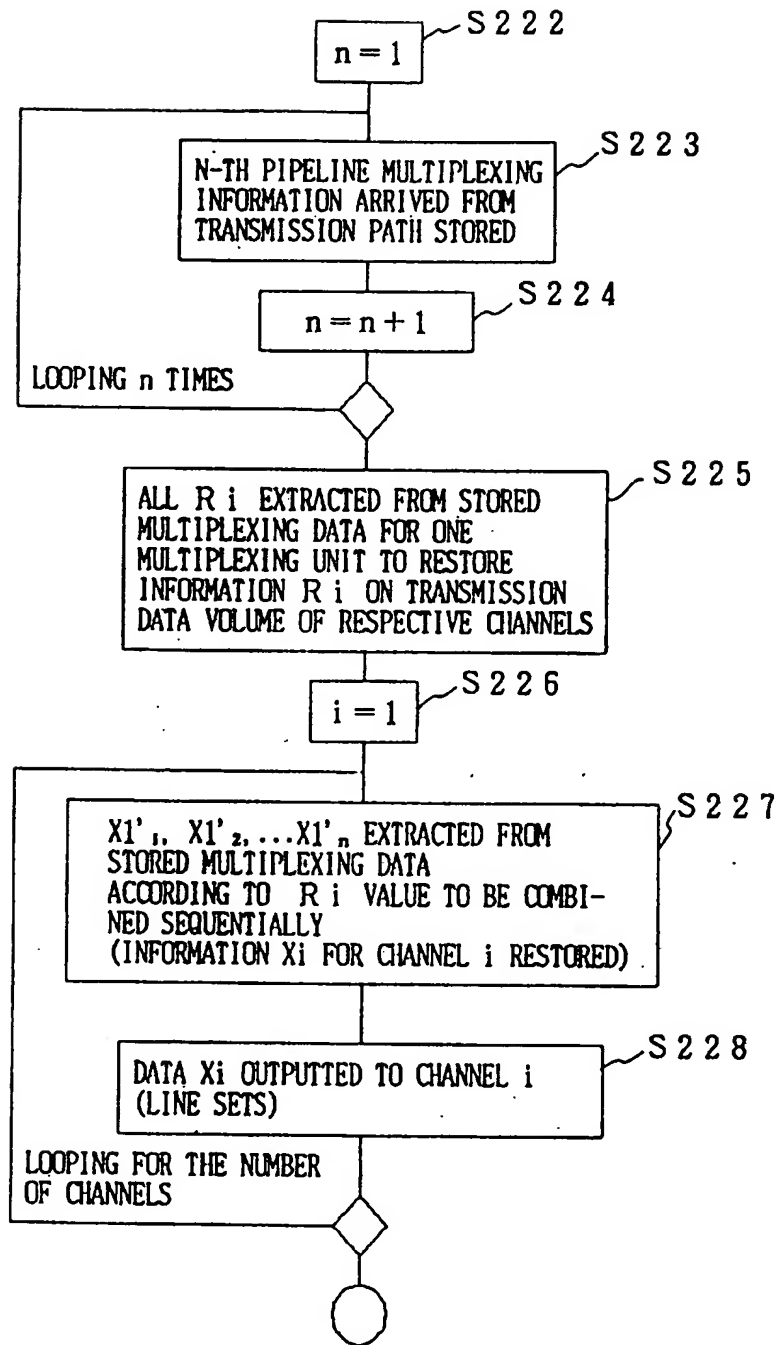 S222
n = 1
S223
N-TH PIPELINE MULTIPLEXING
INFORMATION ARRIVED FROM
TRANSMISSION PATH STORED
S224
n = n + 1
LOOPING n TIMES
S225
ALL Ri EXTRACTED FROM STORED
MULTIPLEXING DATA FOR ONE
MULTIPLEXING UNIT TO RESTORE
INFORMATION Ri ON TRANSMISSION
DATA VOLUME OF RESPECTIVE CHANNELS
S226
i = 1
S227
X1'₁, X1'₂, ...X1'ₙ EXTRACTED FROM
STORED MULTIPLEXING DATA
ACCORDING TO Ri VALUE TO BE COMBI-
NED SEQUENTIALLY
(INFORMATION Xi FOR CHANNEL i RESTORED)
S228
DATA Xi OUTPUTTED TO CHANNEL i
(LINE SETS)
LOOPING FOR THE NUMBER
OF CHANNELS